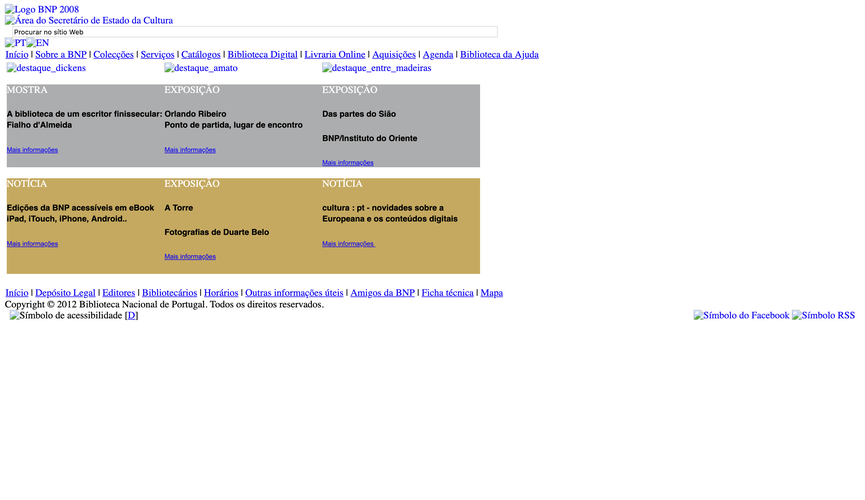 Logo BNP 2008
Área do Secretário de Estado da Cultura
Procurar no sítio Web
PT EN
Início | Sobre a BNP | Colecções | Serviços | Catálogos | Biblioteca Digital | Livraria Online | Aquisições | Agenda | Biblioteca da Ajuda
destaque_dickens destaque_amato destaque_entre_madeiras
MOSTRA
A biblioteca de um escritor finissecular:
Fialho d'Almeida
Mais informações
EXPOSIÇÃO
Orlando Ribeiro
Ponto de partida, lugar de encontro
Mais informações
EXPOSIÇÃO
Das partes do Sião
BNP/Instituto do Oriente
Mais informações
NOTÍCIA
Edições da BNP acessíveis em eBook
iPad, iTouch, iPhone, Android..
Mais informações
EXPOSIÇÃO
A Torre
Fotografias de Duarte Belo
Mais informações
NOTÍCIA
cultura : pt - novidades sobre a
Europeana e os conteúdos digitais
Mais informações
Início | Depósito Legal | Editores | Bibliotecários | Horários | Outras informações úteis | Amigos da BNP | Ficha técnica | Mapa
Copyright © 2012 Biblioteca Nacional de Portugal. Todos os direitos reservados.
Símbolo de acessibilidade [D] Símbolo do Facebook Símbolo RSS